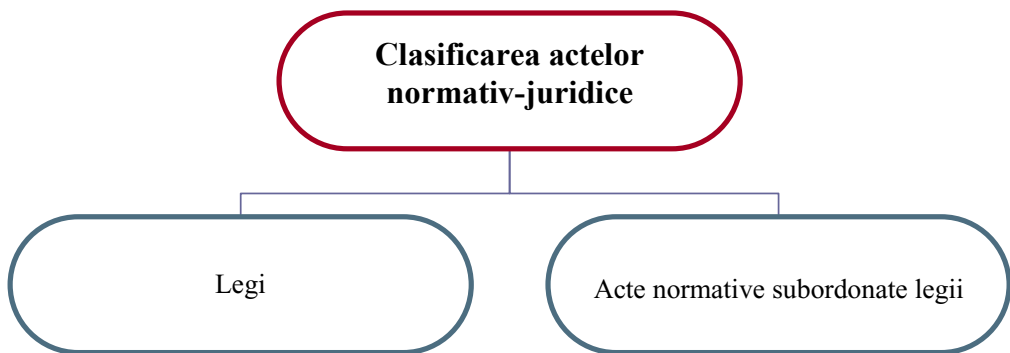 Clasificarea actelor
normativ-juridice
Legi
Acte normative subordonate legii